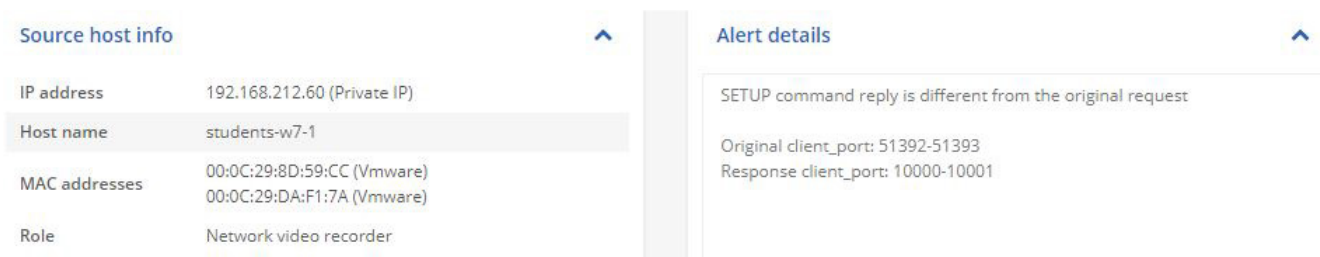 Source host info
IP address 192.168.212.60 (Private IP)
Host name students-w7-1
MAC addresses 00:0C:29:8D:59:CC (Vmware)
00:0C:29:DA:F1:7A (Vmware)
Role Network video recorder
Alert details
SETUP command reply is different from the original request
Original client_port: 51392-51393
Response client_port: 10000-10001